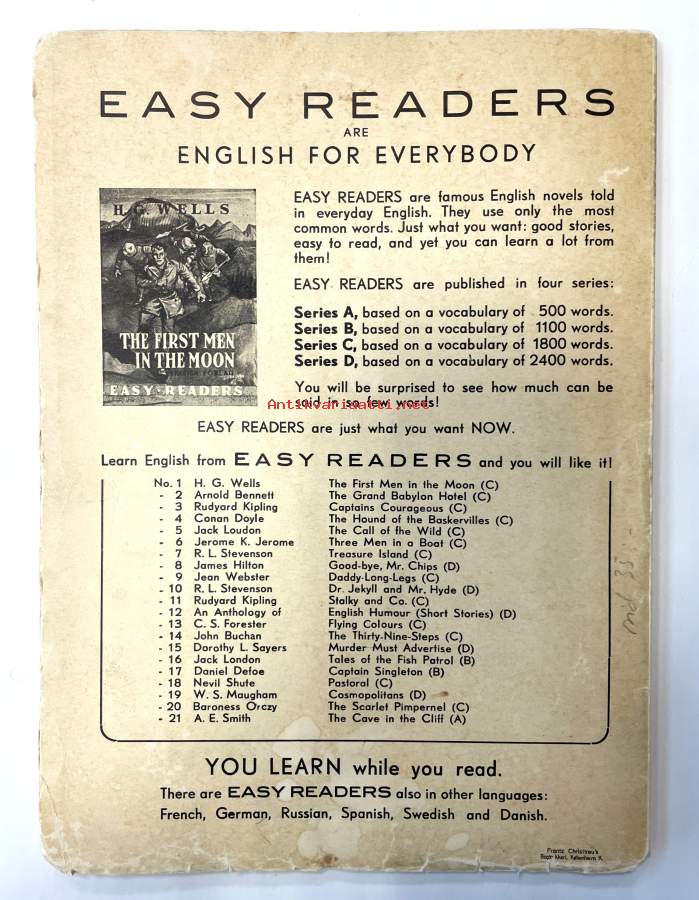 EASY READERS
ARE
ENGLISH FOR EVERYBODY
H. G. WELLS
THE FIRST MEN
IN THE MOON
EASY-READERS
EASY READERS are famous English novels told
in everyday English. They use only the most
common words. Just what you want: good stories,
easy to read, and yet you can learn a lot from
them!
EASY READERS are published in four series:
Series A, based on a vocabulary of 500 words.
Series B, based on a vocabulary of 1100 words.
Series C, based on a vocabulary of 1800 words.
Series D, based on a vocabulary of 2400 words.
You will be surprised to see how much can be
said in so few words!
Antikvariaatti.net
EASY READERS are just what you want NOW.
Learn English from EASY READERS and you will like it!
No. 1 H. G. Wells The First Men in the Moon (C)
- 2 Arnold Bennett The Grand Babylon Hotel (C)
- 3 Rudyard Kipling Captains Courageous (C)
- 4 Conan Doyle The Hound of the Baskervilles (C)
- 5 Jack Loudon The Call of the Wild (C)
- 6 Jerome K. Jerome Three Men in a Boat (C)
- 7 R. L. Stevenson Treasure Island (C)
- 8 James Hilton Good-bye, Mr. Chips (D)
- 9 Jean Webster Daddy-Long-Legs (C)
- 10 R. L. Stevenson Dr. Jekyll and Mr. Hyde (D)
- 11 Rudyard Kipling Stalky and Co. (C)
- 12 An Anthology of English Humour (Short Stories) (D)
- 13 C. S. Forester Flying Colours (C)
- 14 John Buchan The Thirty-Nine-Steps (C)
- 15 Dorothy L. Sayers Murder Must Advertise (D)
- 16 Jack London Tales of the Fish Patrol (B)
- 17 Daniel Defoe Captain Singleton (B)
- 18 Nevil Shute Pastoral (C)
- 19 W. S. Maugham Cosmopolitans (D)
- 20 Baroness Orczy The Scarlet Pimpernel (C)
- 21 A. E. Smith The Cave in the Cliff (A)
YOU LEARN while you read.
There are EASY READERS also in other languages:
French, German, Russian, Spanish, Swedish and Danish.
Frantz Christtreu's
Bogtrykkeri, København K.